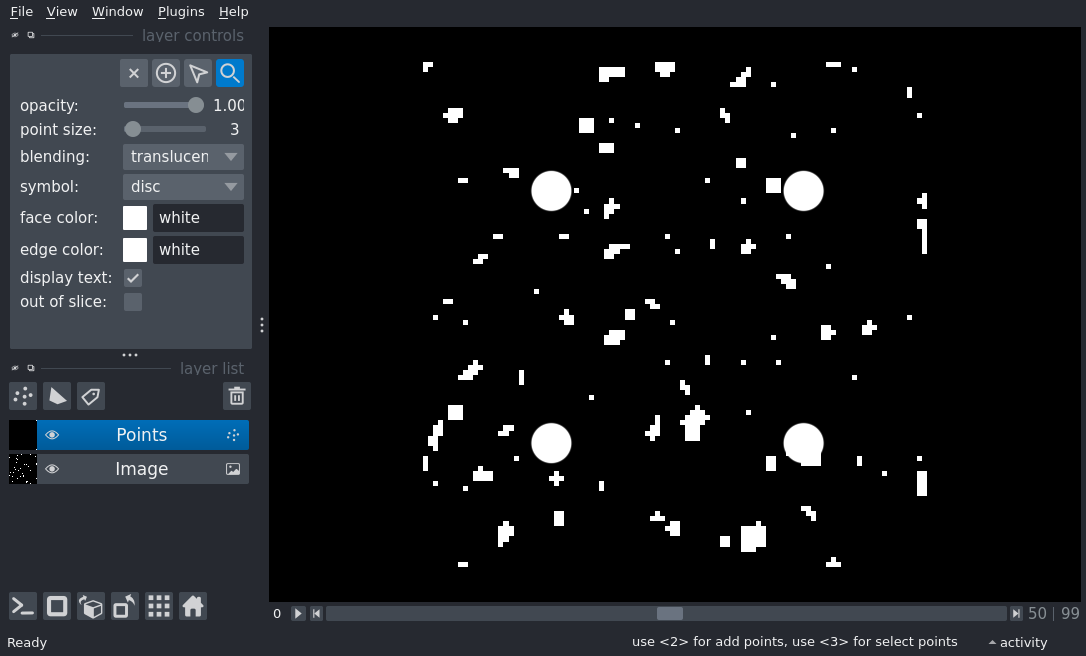 File View Window Plugins Help
layer controls
opacity: 1.00
point size: 3
blending: translucen
symbol: disc
face color: white
edge color: white
display text:
out of slice:
layer list
Points
Image
0 50 | 99
Ready use <2> for add points, use <3> for select points activity